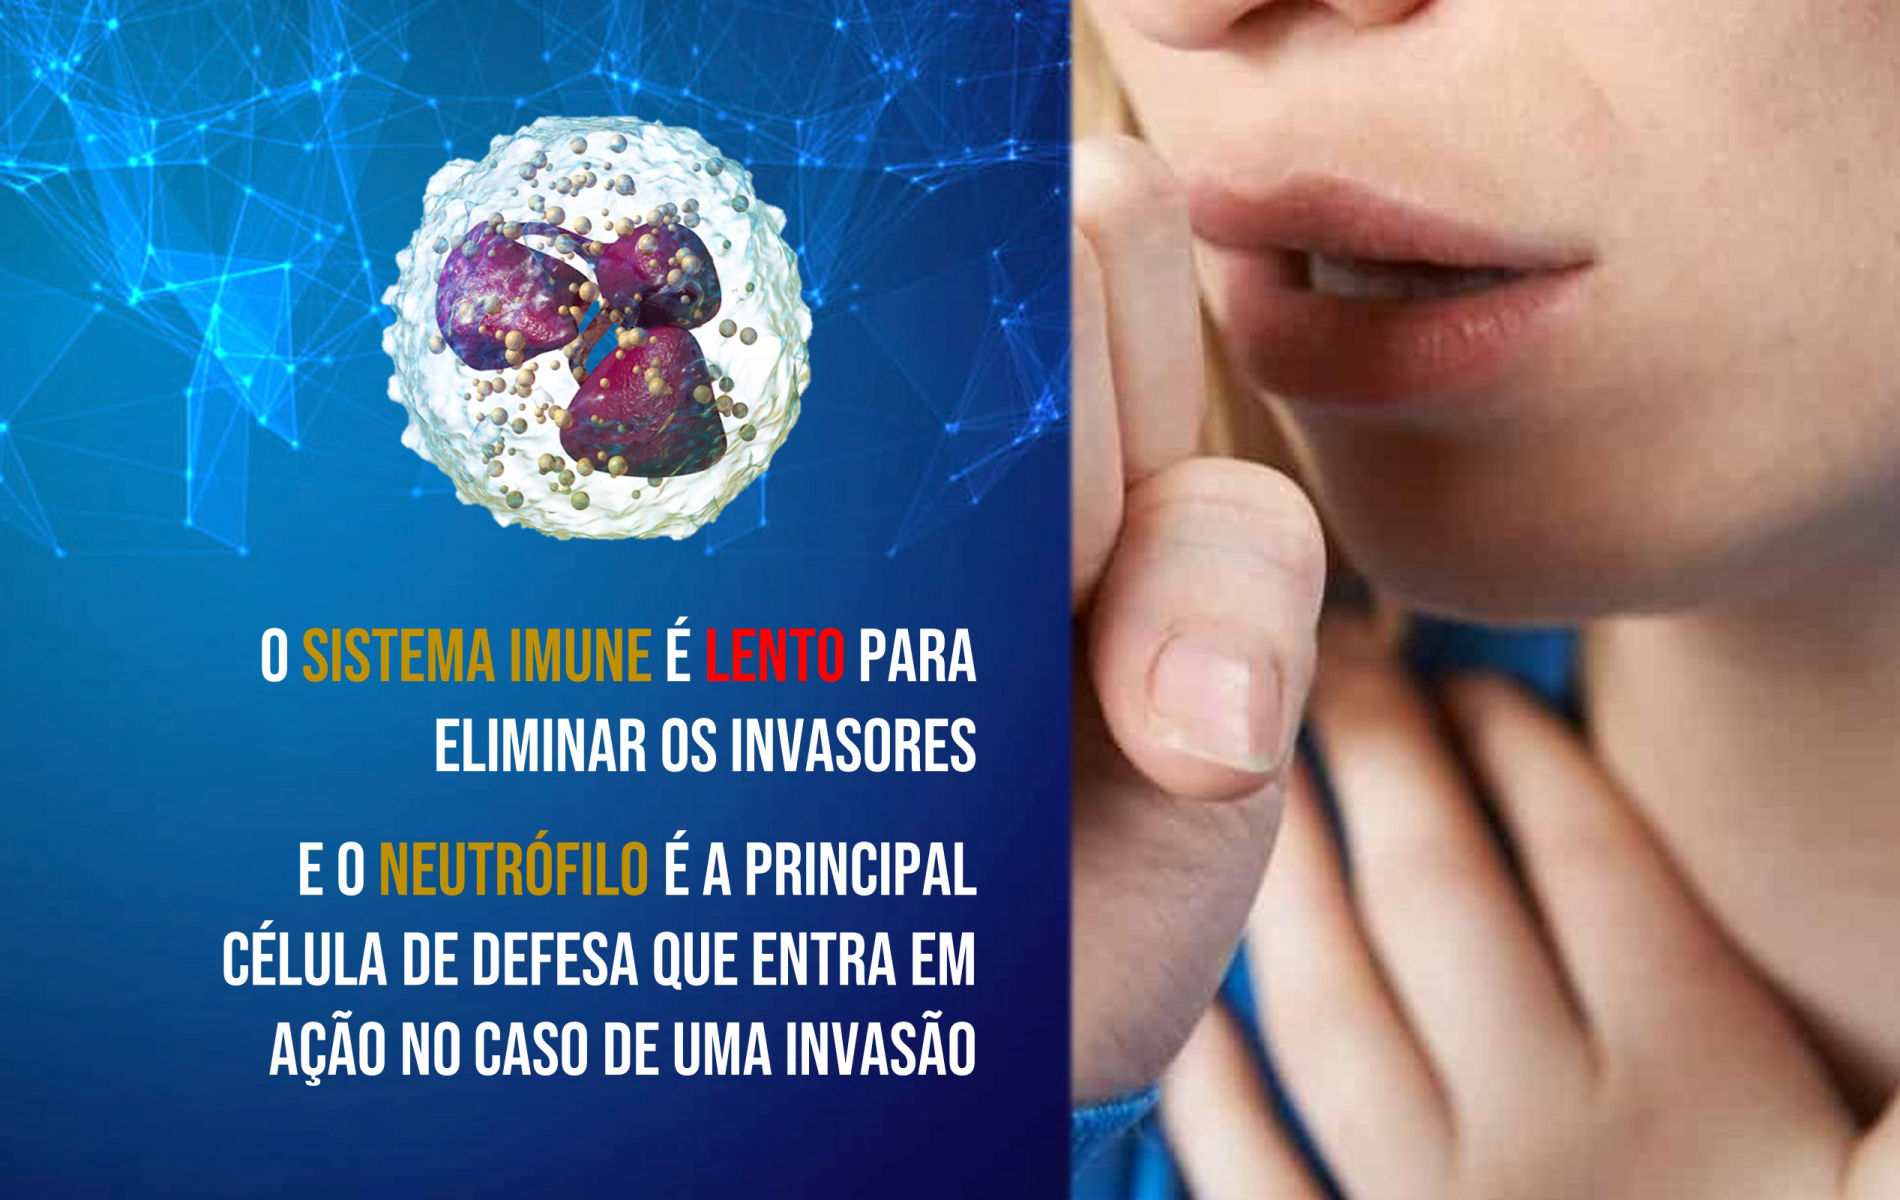 O SISTEMA IMUNE É LENTO PARA
ELIMINAR OS INVASORES
E O NEUTRÓFILO É A PRINCIPAL
CÉLULA DE DEFESA QUE ENTRA EM
AÇÃO NO CASO DE UMA INVASÃO